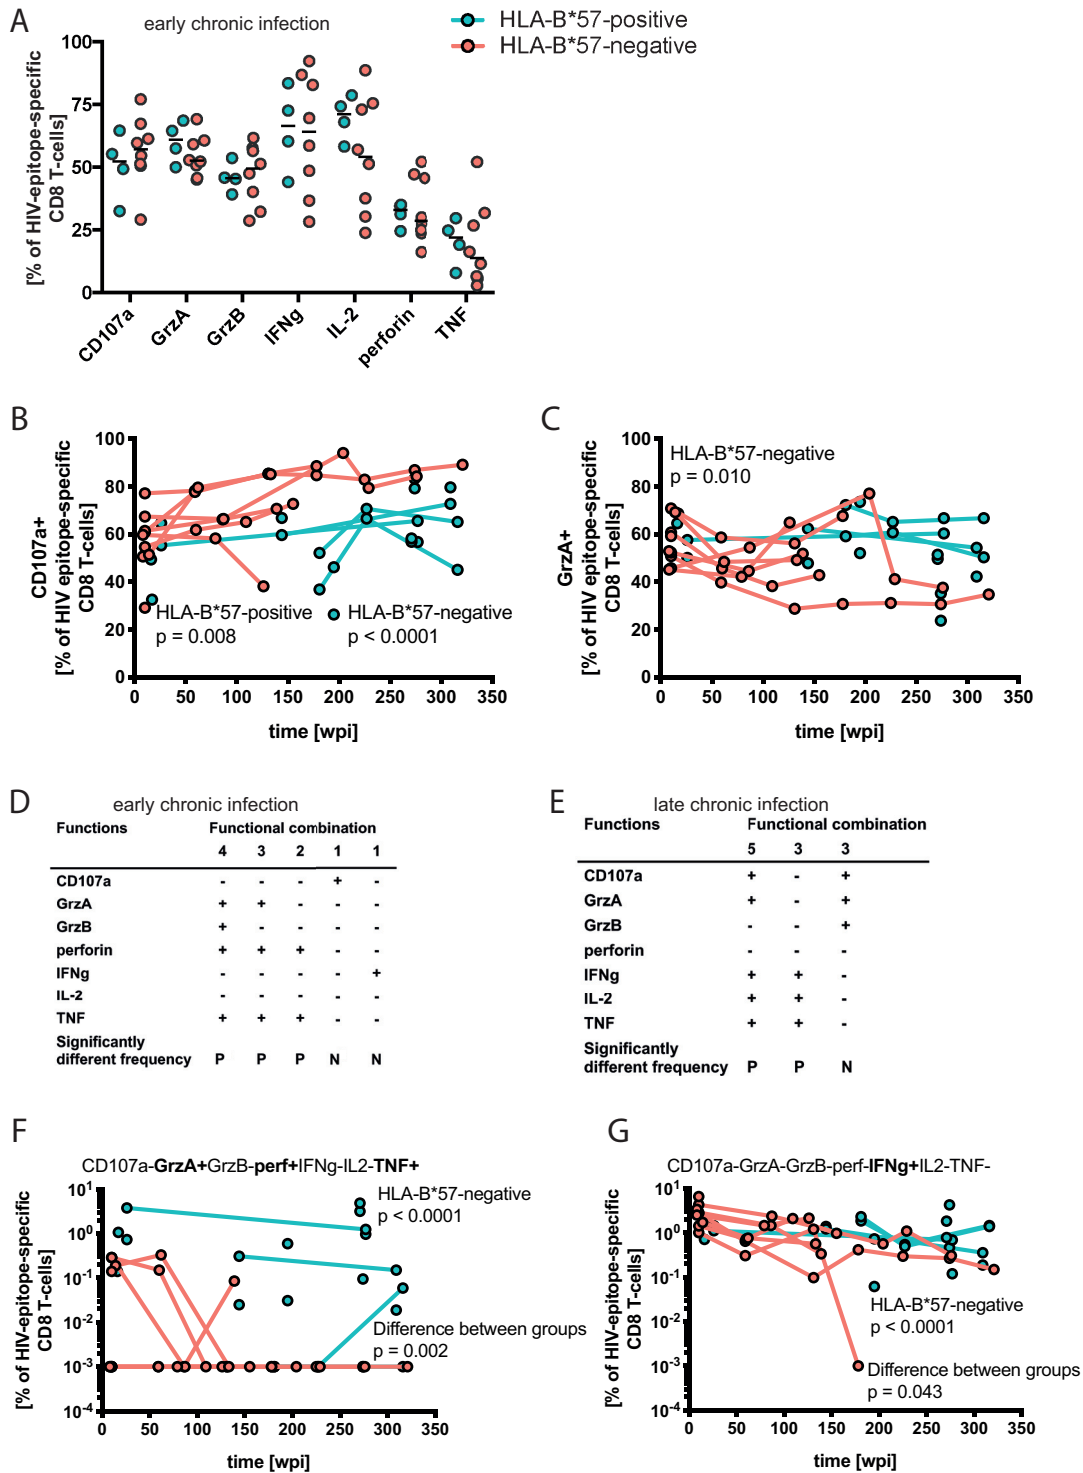 A
early chronic infection
HLA-B*57-positive
HLA-B*57-negative
[% of HIV-epitope-specific
CD8 T-cells]
100
75
50
25
0
CD107a
GrzA
GrzB
IFNg
IL-2
perforin
TNF
B
CD107a+
[% of HIV epitope-specific
CD8 T-cells]
100
80
60
40
20
0
HLA-B*57-positive
p = 0.008
HLA-B*57-negative
p < 0.0001
0 50 100 150 200 250 300 350
time [wpi]
C
GrzA+
[% of HIV epitope-specific
CD8 T-cells]
100
80
60
40
20
0
HLA-B*57-negative
p = 0.010
0 50 100 150 200 250 300 350
time [wpi]
D
early chronic infection
Functions Functional combination
4 3 2 1 1
CD107a - - - + -
GrzA + + - - -
GrzB + - - - -
perforin + + + - -
IFNg - - - - +
IL-2 - - - - -
TNF + + + - -
Significantly
different frequency P P P N N
E
late chronic infection
Functions Functional combination
5 3 3
CD107a + - +
GrzA + - +
GrzB - - +
perforin - - -
IFNg + + -
IL-2 + + -
TNF + + -
Significantly
different frequency P P N
F
CD107a-GrzA+GrzB-perf+IFNg-IL2-TNF+
[% of HIV-epitope-specific
CD8 T-cells]
10¹
10⁰
10⁻¹
10⁻²
10⁻³
10⁻⁴
HLA-B*57-negative
p < 0.0001
Difference between groups
p = 0.002
0 50 100 150 200 250 300 350
time [wpi]
G
CD107a-GrzA-GrzB-perf-IFNg+IL2-TNF-
[% of HIV-epitope-specific
CD8 T-cells]
10¹
10⁰
10⁻¹
10⁻²
10⁻³
10⁻⁴
HLA-B*57-negative
p < 0.0001
Difference between groups
p = 0.043
0 50 100 150 200 250 300 350
time [wpi]